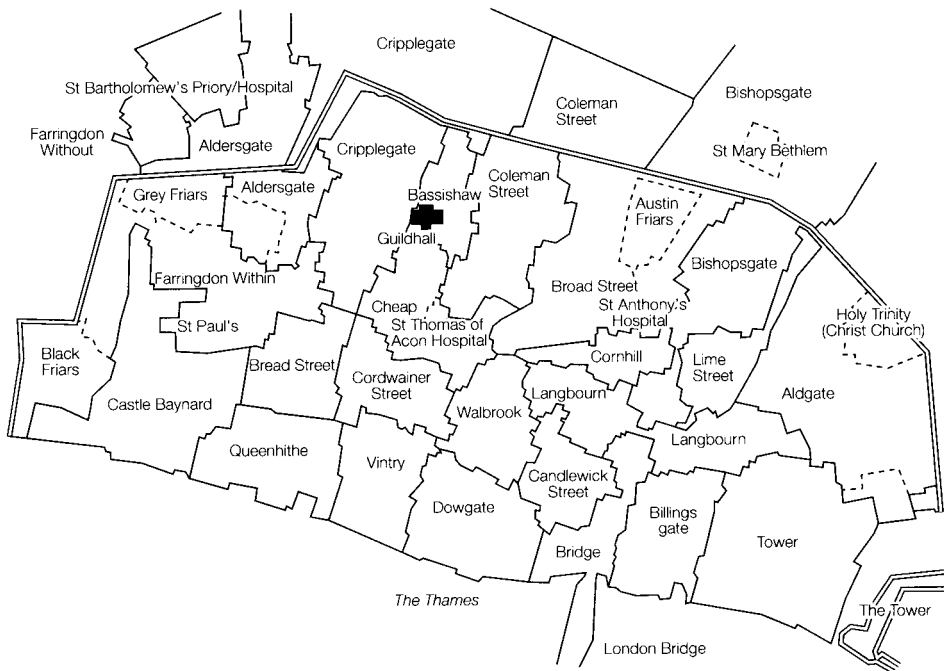 Cripplegate
St Bartholomew's Priory/Hospital
Bishopsgate
Coleman
Street
Farringdon
Without
Aldersgate
Cripplegate
St Mary Bethlem
Coleman
Street
Aldersgate
Grey Friars
Bassishaw
Austin
Friars
Guildhall
Bishopsgate
Farringdon Within
Broad Street
Cheap
St Anthony's
Hospital
Holy Trinity
(Christ Church)
St Paul's
St Thomas of
Acon Hospital
Black
Friars
Bread Street
Cornhill
Lime
Street
Cordwainer
Street
Langbourn
Aldgate
Castle Baynard
Walbrook
Langbourn
Queenhithe
Vintry
Candlewick
Street
Dowgate
Billings
gate
Tower
Bridge
The Thames
The Tower
London Bridge